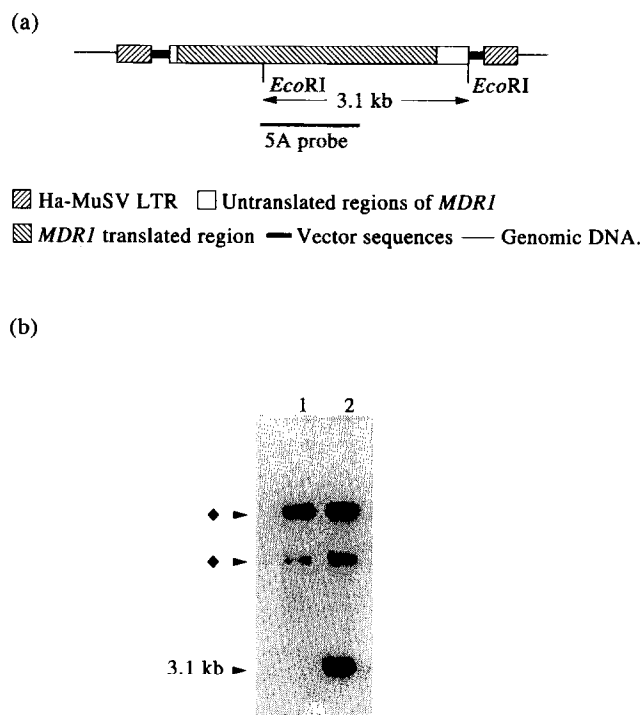 (a)
EcoRI
3.1 kb
EcoRI
5A probe
Ha-MuSV LTR
Untranslated regions of MDR1
MDR1 translated region
Vector sequences
Genomic DNA.
(b)
1 2
3.1 kb